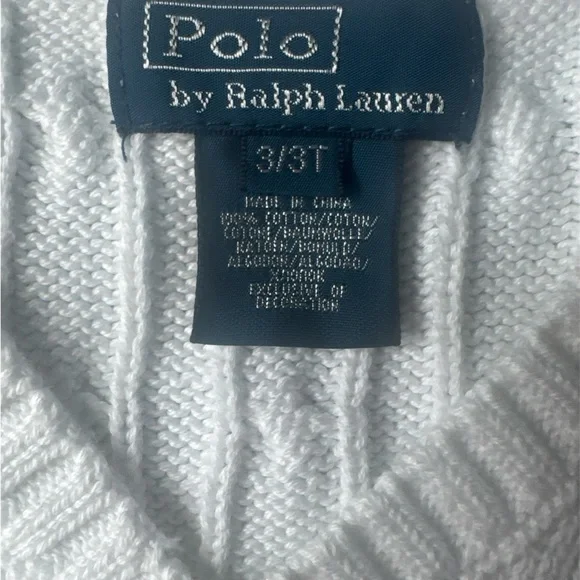 Polo
by Ralph Lauren
3/3T
MADE IN CHINA
100% COTTON/COTON/
COTONE/BAUMWOLLE/
KATOEN/BOMULD/
ALGODON/ALGODÃO/
EXCLUSIVE OF
DECORATION